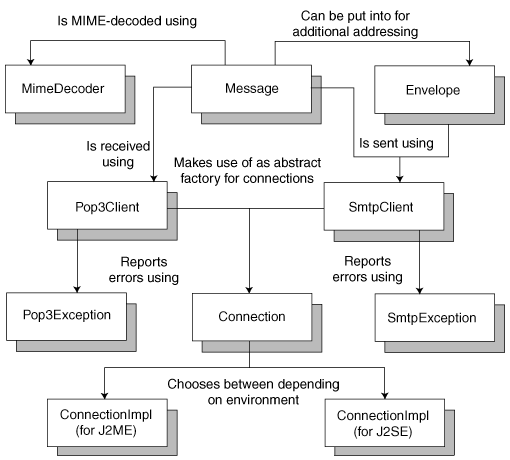 Is MIME-decoded using
Can be put into for
additional addressing
MimeDecoder
Message
Envelope
Is received
using
Makes use of as abstract
factory for connections
Is sent using
Pop3Client
SmtpClient
Reports
errors using
Reports
errors using
Pop3Exception
Connection
SmtpException
Chooses between depending
on environment
ConnectionImpl
(for J2ME)
ConnectionImpl
(for J2SE)